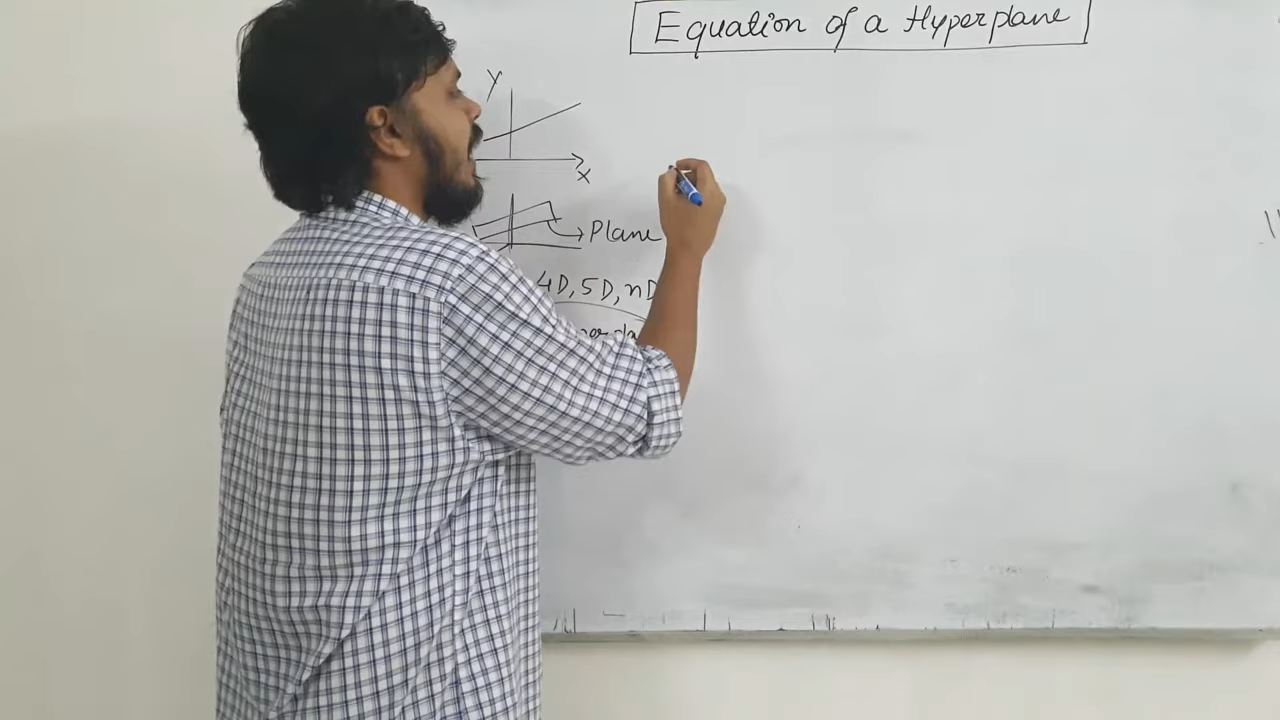 Equation of a Hyperplane
Y
X
Plane
4D, 5D, nD